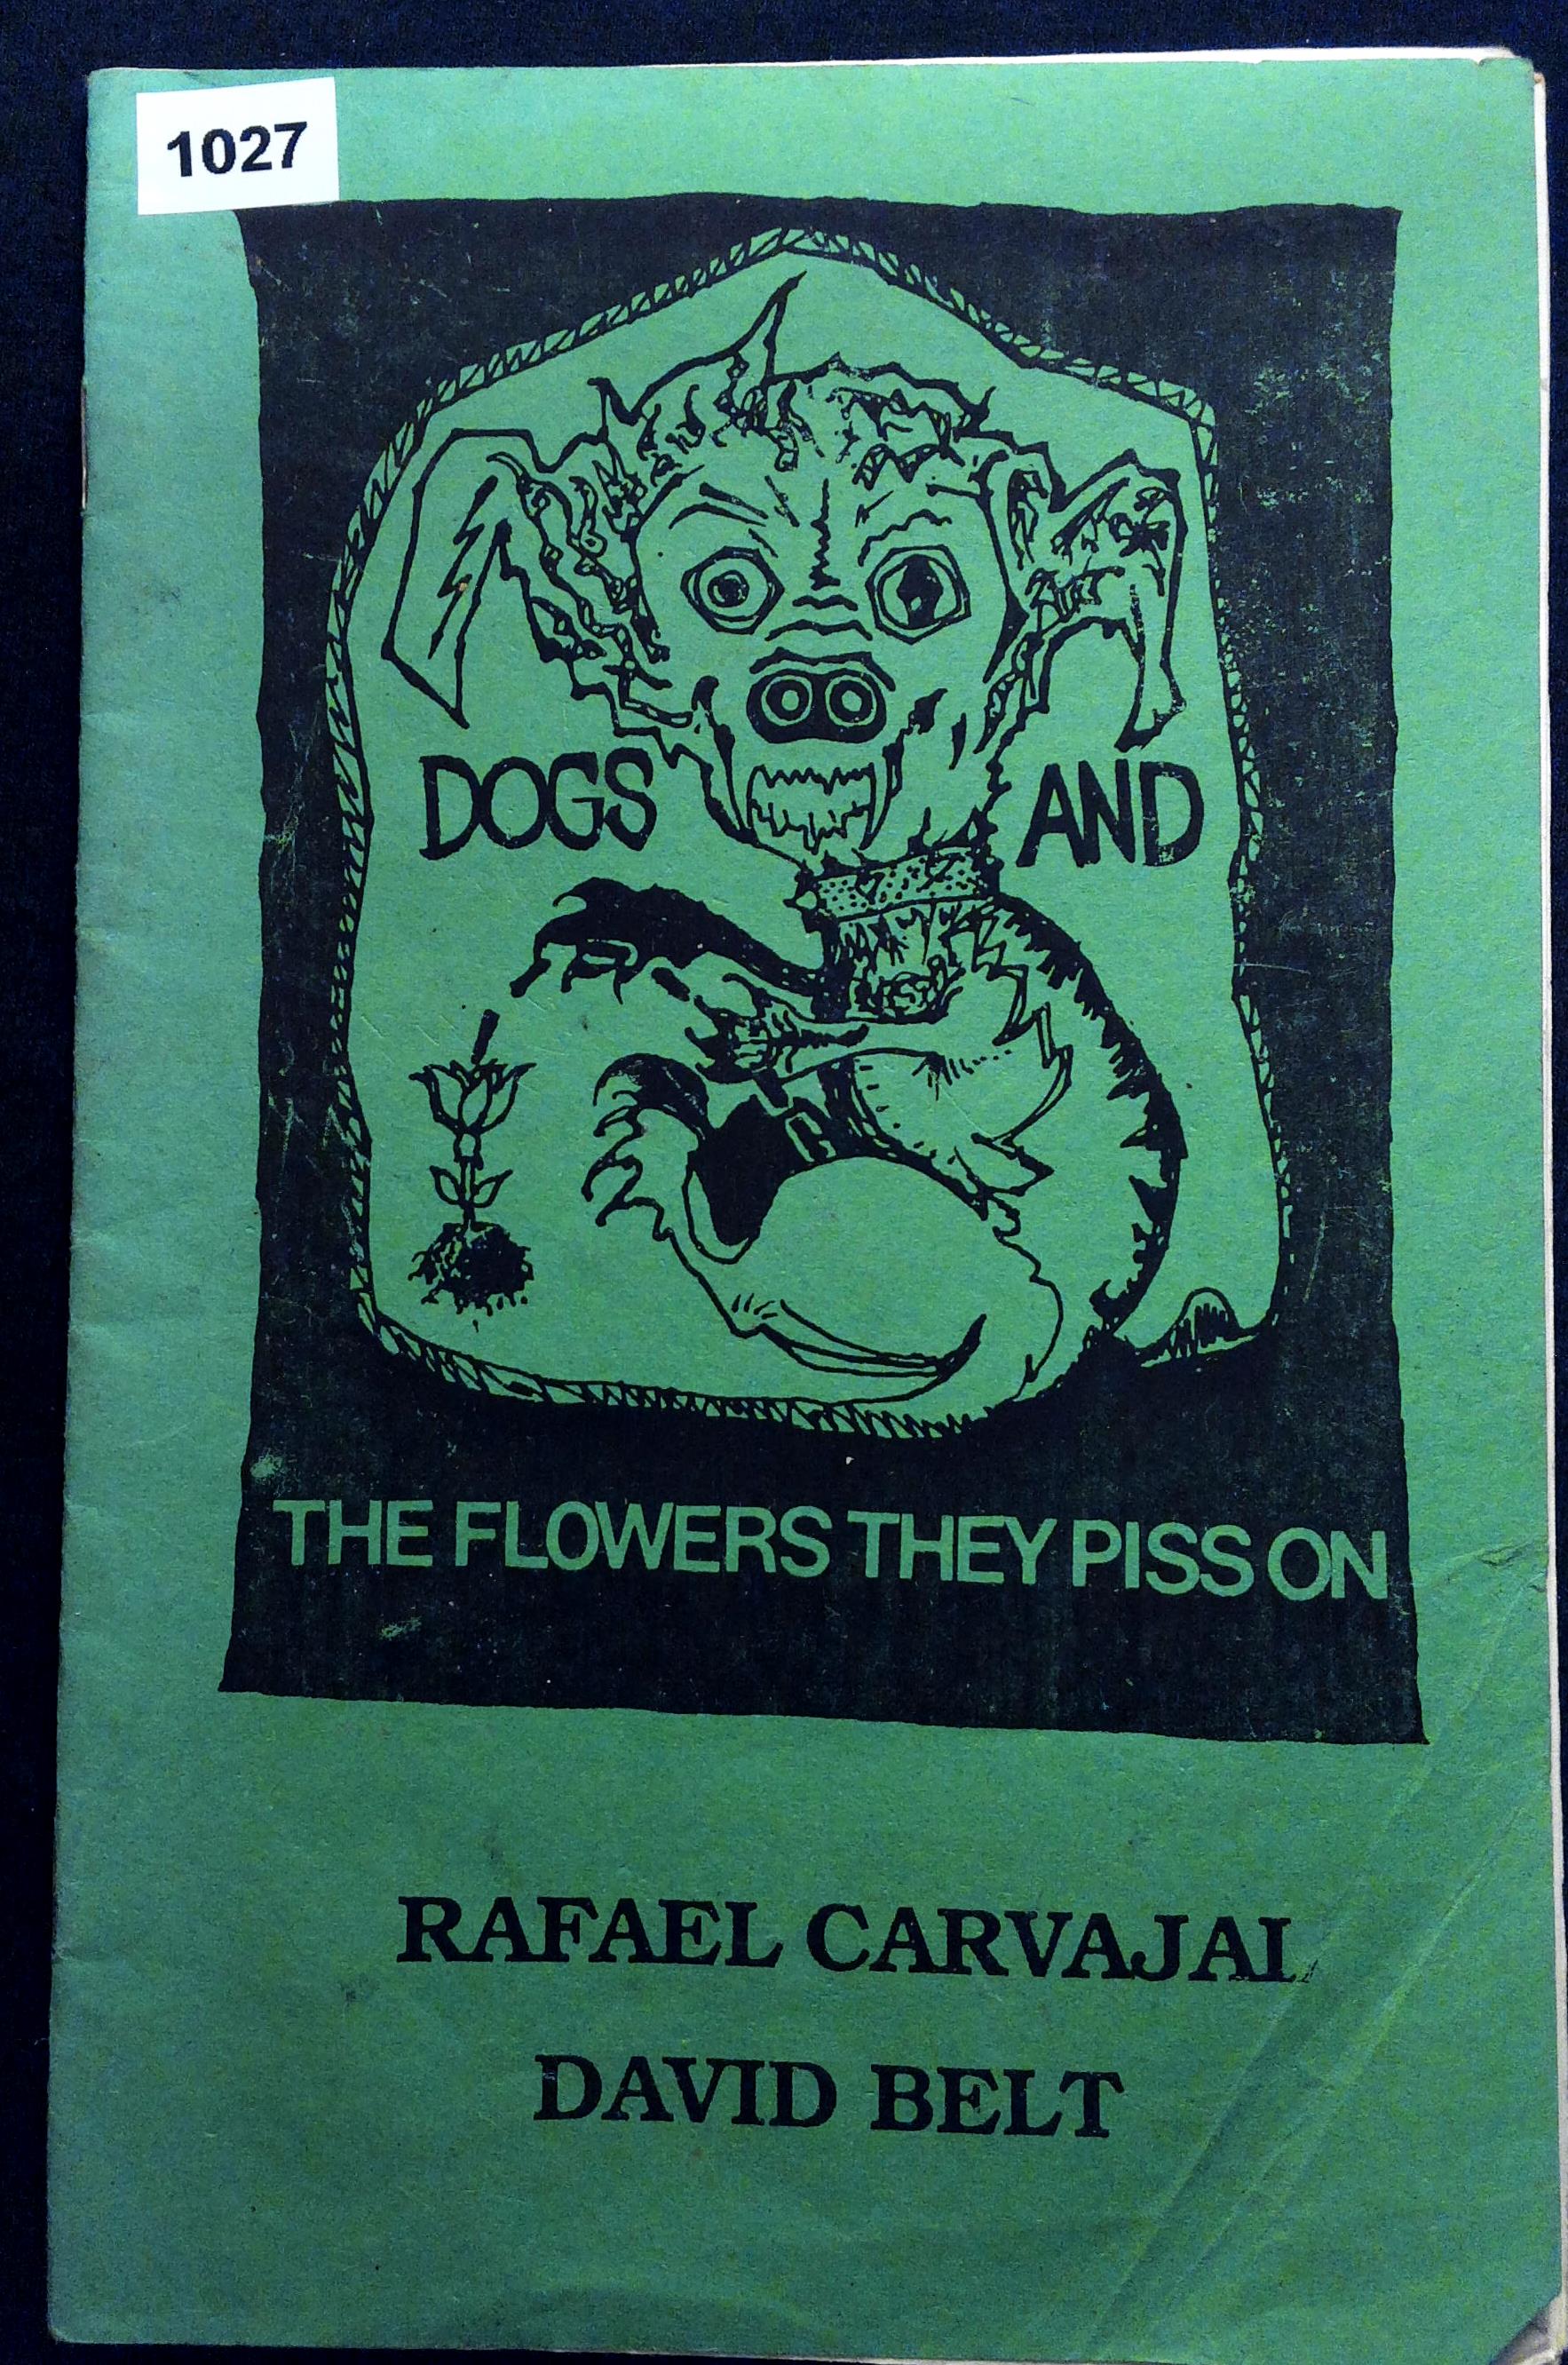 1027
DOGS AND
THE FLOWERS THEY PISS ON
RAFAEL CARVAJAL
DAVID BELT